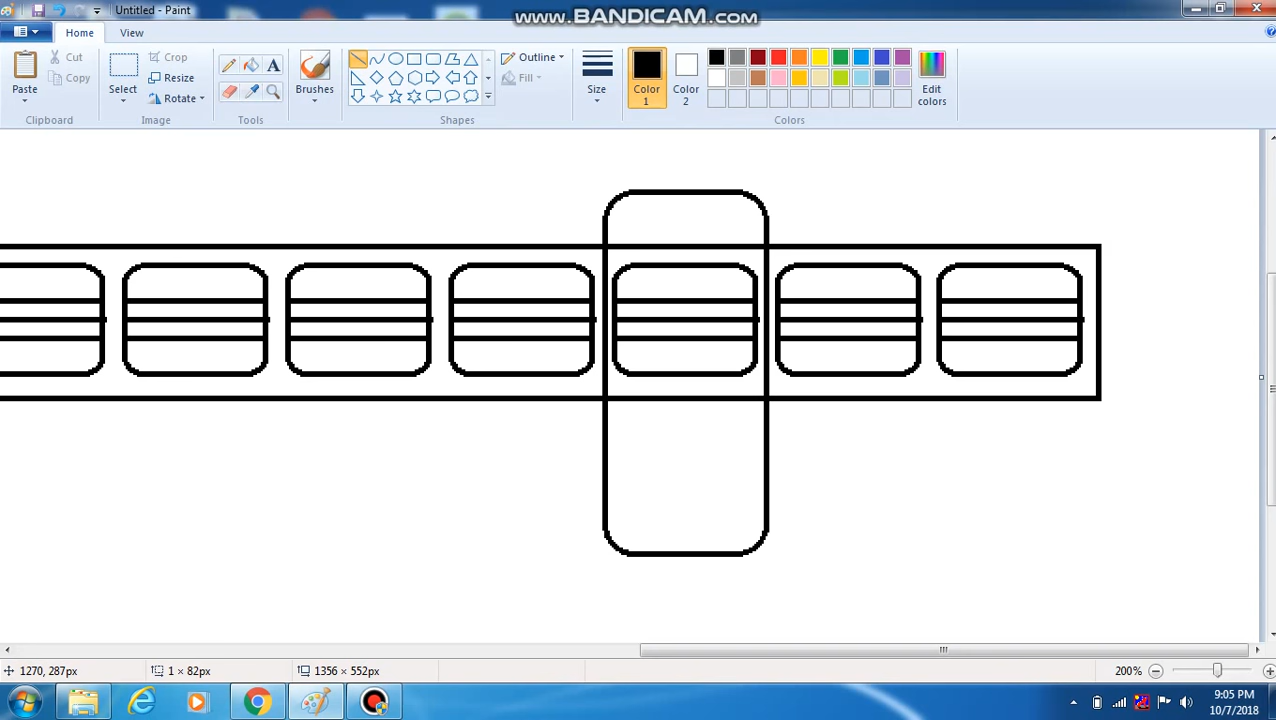 Untitled - Paint
www.BANDICAM.com
Home
View
Paste
Cut
Copy
Clipboard
Select
Crop
Resize
Rotate
Image
A
Tools
Brushes
Outline
Fill
Shapes
Size
Color 1
Color 2
Edit colors
Colors
1270, 287px
1 × 82px
1356 × 552px
200%
9:05 PM
10/7/2018